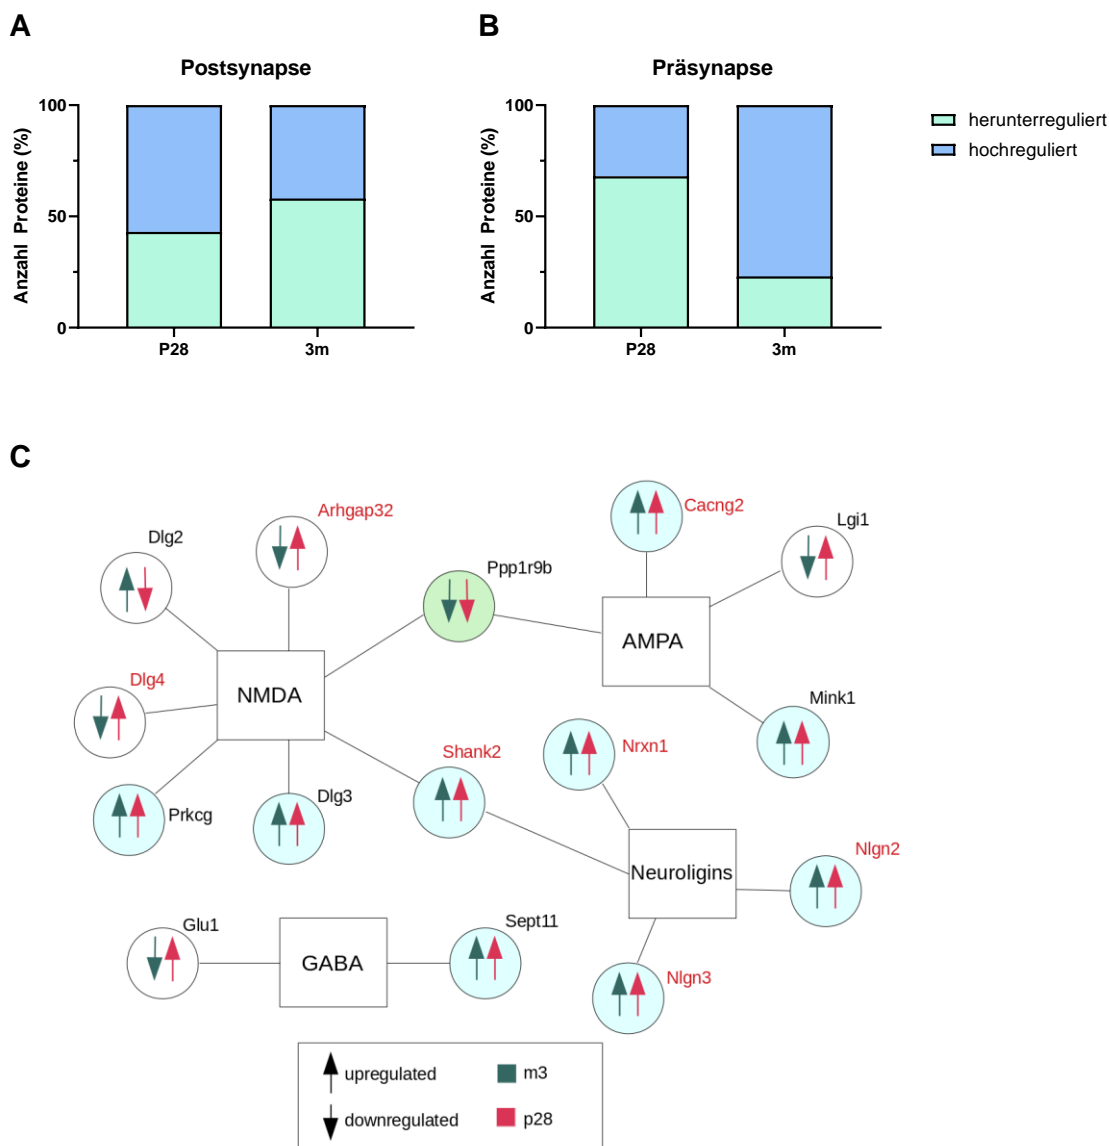 A
B
Postsynapse
Präsynapse
Anzahl Proteine (%)
100
50
0
P28
3m
Anzahl Proteine (%)
100
50
0
P28
3m
herunterreguliert
hochreguliert
C
Arhgap32
Dlg2
Cacng2
Lgi1
Ppp1r9b
AMPA
NMDA
Dlg4
Mink1
Shank2
Nrxn1
Prkcg
Dlg3
Neuroligins
Nlgn2
Glu1
Sept11
GABA
Nlgn3
upregulated
m3
downregulated
p28